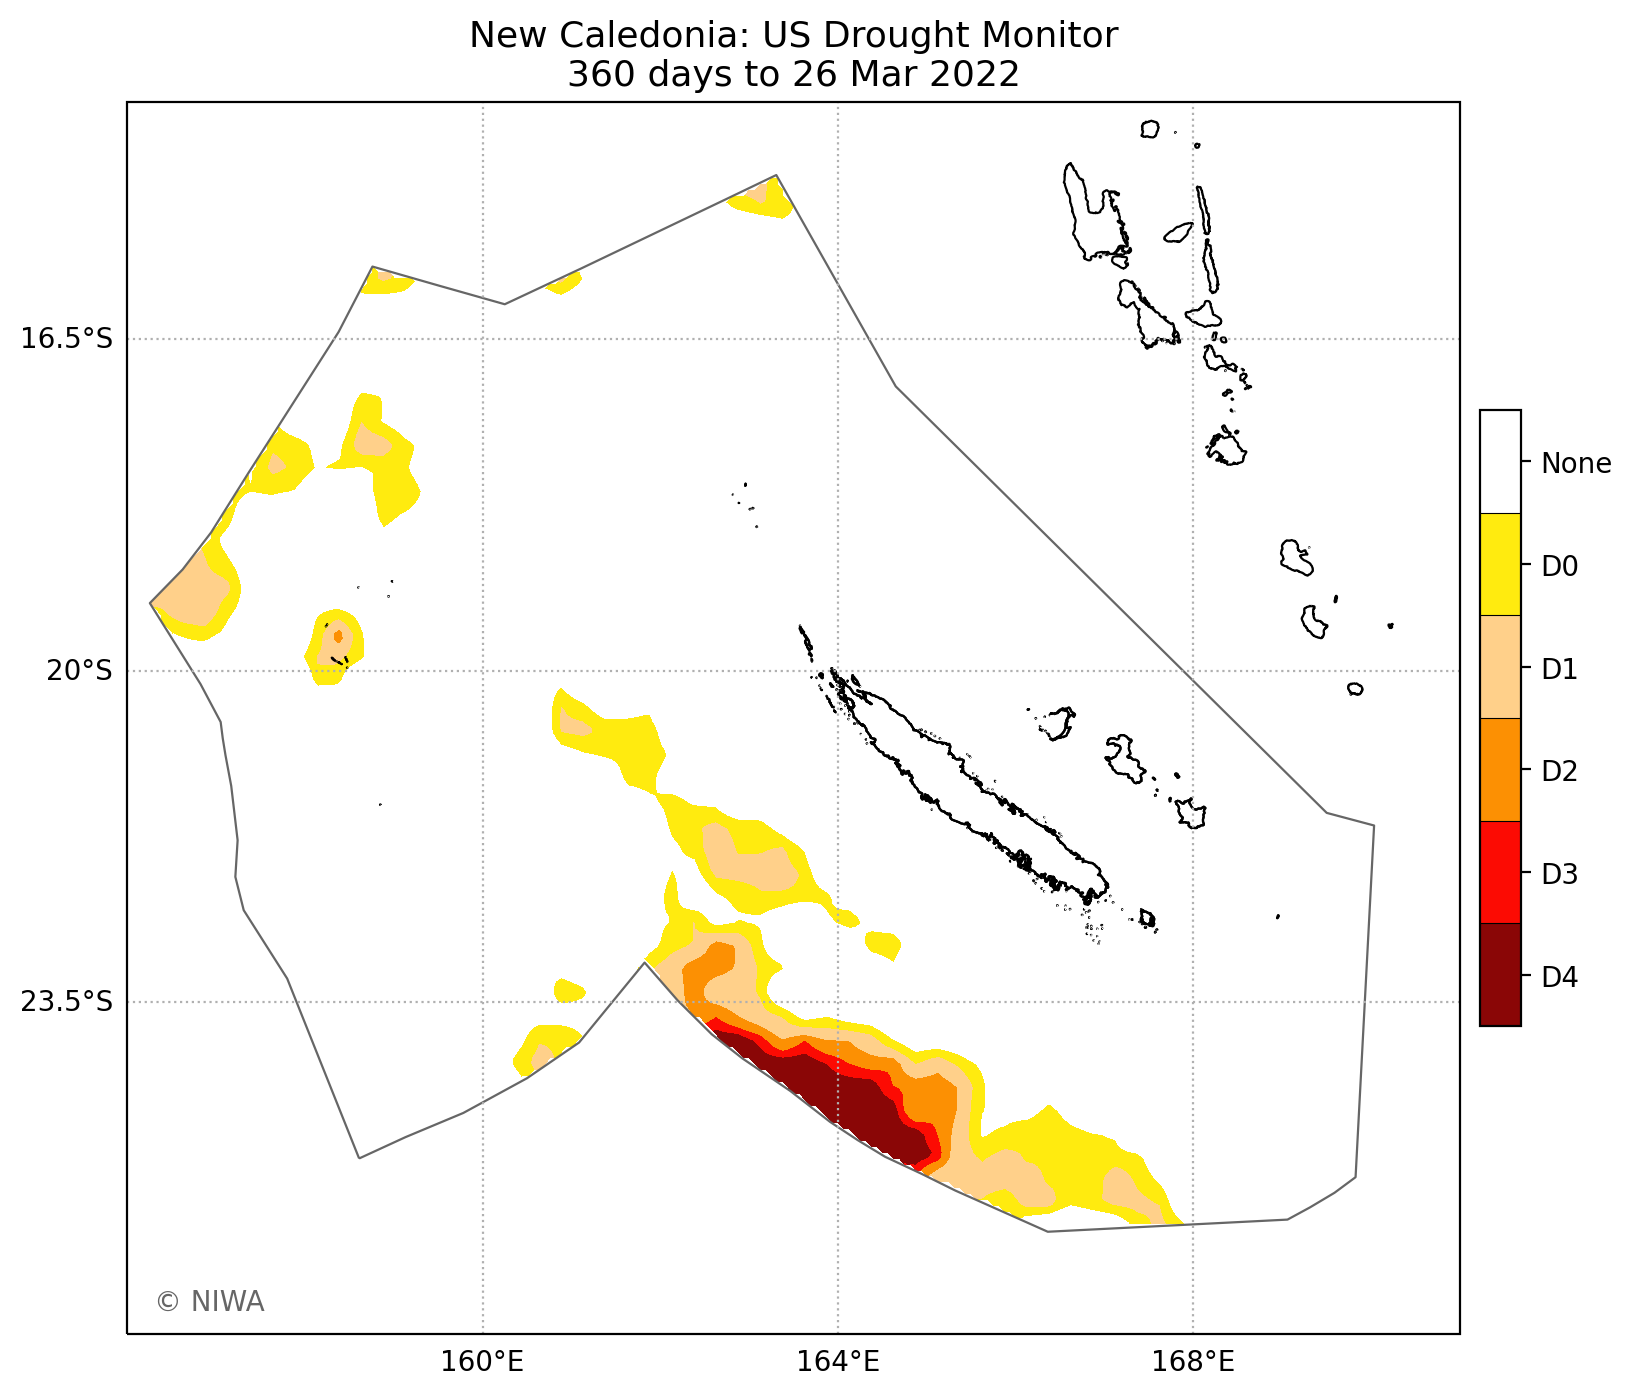 New Caledonia: US Drought Monitor
360 days to 26 Mar 2022
16.5°S
20°S
23.5°S
160°E
164°E
168°E
None
D0
D1
D2
D3
D4
© NIWA